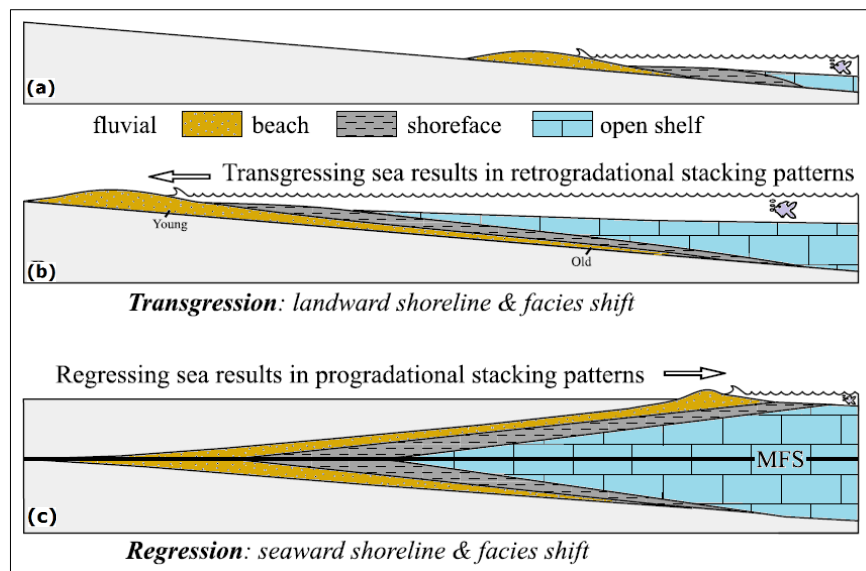 (a)
fluvial beach shoreface open shelf
Transgressing sea results in retrogradational stacking patterns
Young
Old
(b)
Transgression: landward shoreline & facies shift
Regressing sea results in progradational stacking patterns
MFS
(c)
Regression: seaward shoreline & facies shift